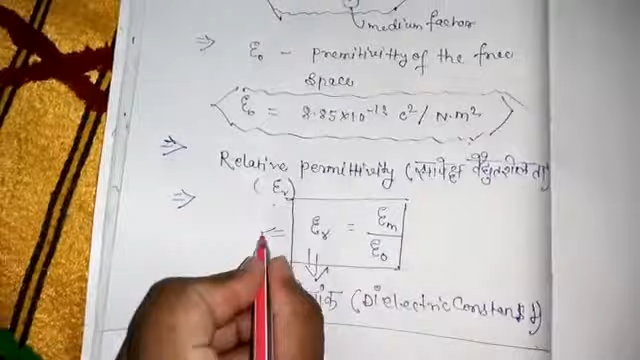 medium factor
⇒ ε₀ - Premitivity of the free
space
ε₀ = 8.85×10⁻¹² c²/N.m²
⇒ Relative permittivity (सापेक्ष वैद्युतशीलता)
⇒ (εr)
εr = εm/ε₀
(Dielectric Constant)